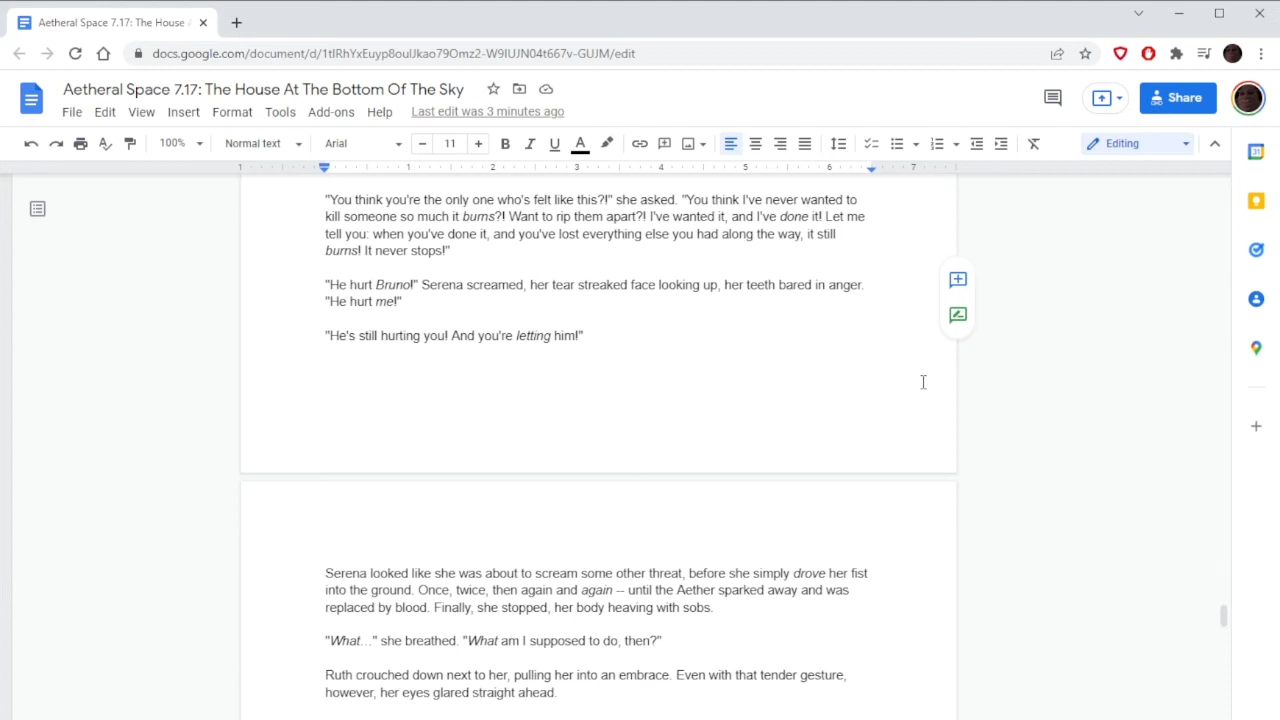 Aetheral Space 7.17: The House
docs.google.com/document/d/1tlRhYxEuyp8oulJkao79Omz2-W9IUJN04t667v-GUJM/edit
Aetheral Space 7.17: The House At The Bottom Of The Sky
File Edit View Insert Format Tools Add-ons Help Last edit was 3 minutes ago
Share
100% Normal text Arial 11 B I U A Editing
1 1 2 3 4 5 6 7
"You think you're the only one who's felt like this?!" she asked. "You think I've never wanted to
kill someone so much it burns?! Want to rip them apart?! I've wanted it, and I've done it! Let me
tell you: when you've done it, and you've lost everything else you had along the way, it still
burns! It never stops!"
"He hurt Bruno!" Serena screamed, her tear streaked face looking up, her teeth bared in anger.
"He hurt me!"
"He's still hurting you! And you're letting him!"
Serena looked like she was about to scream some other threat, before she simply drove her fist
into the ground. Once, twice, then again and again -- until the Aether sparked away and was
replaced by blood. Finally, she stopped, her body heaving with sobs.
"What…" she breathed. "What am I supposed to do, then?"
Ruth crouched down next to her, pulling her into an embrace. Even with that tender gesture,
however, her eyes glared straight ahead.